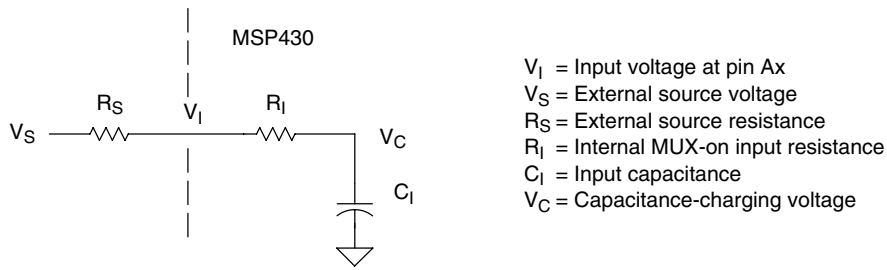 MSP430
V_S
R_S
V_I
R_I
V_C
C_I
V_I = Input voltage at pin Ax
V_S = External source voltage
R_S = External source resistance
R_I = Internal MUX-on input resistance
C_I = Input capacitance
V_C = Capacitance-charging voltage